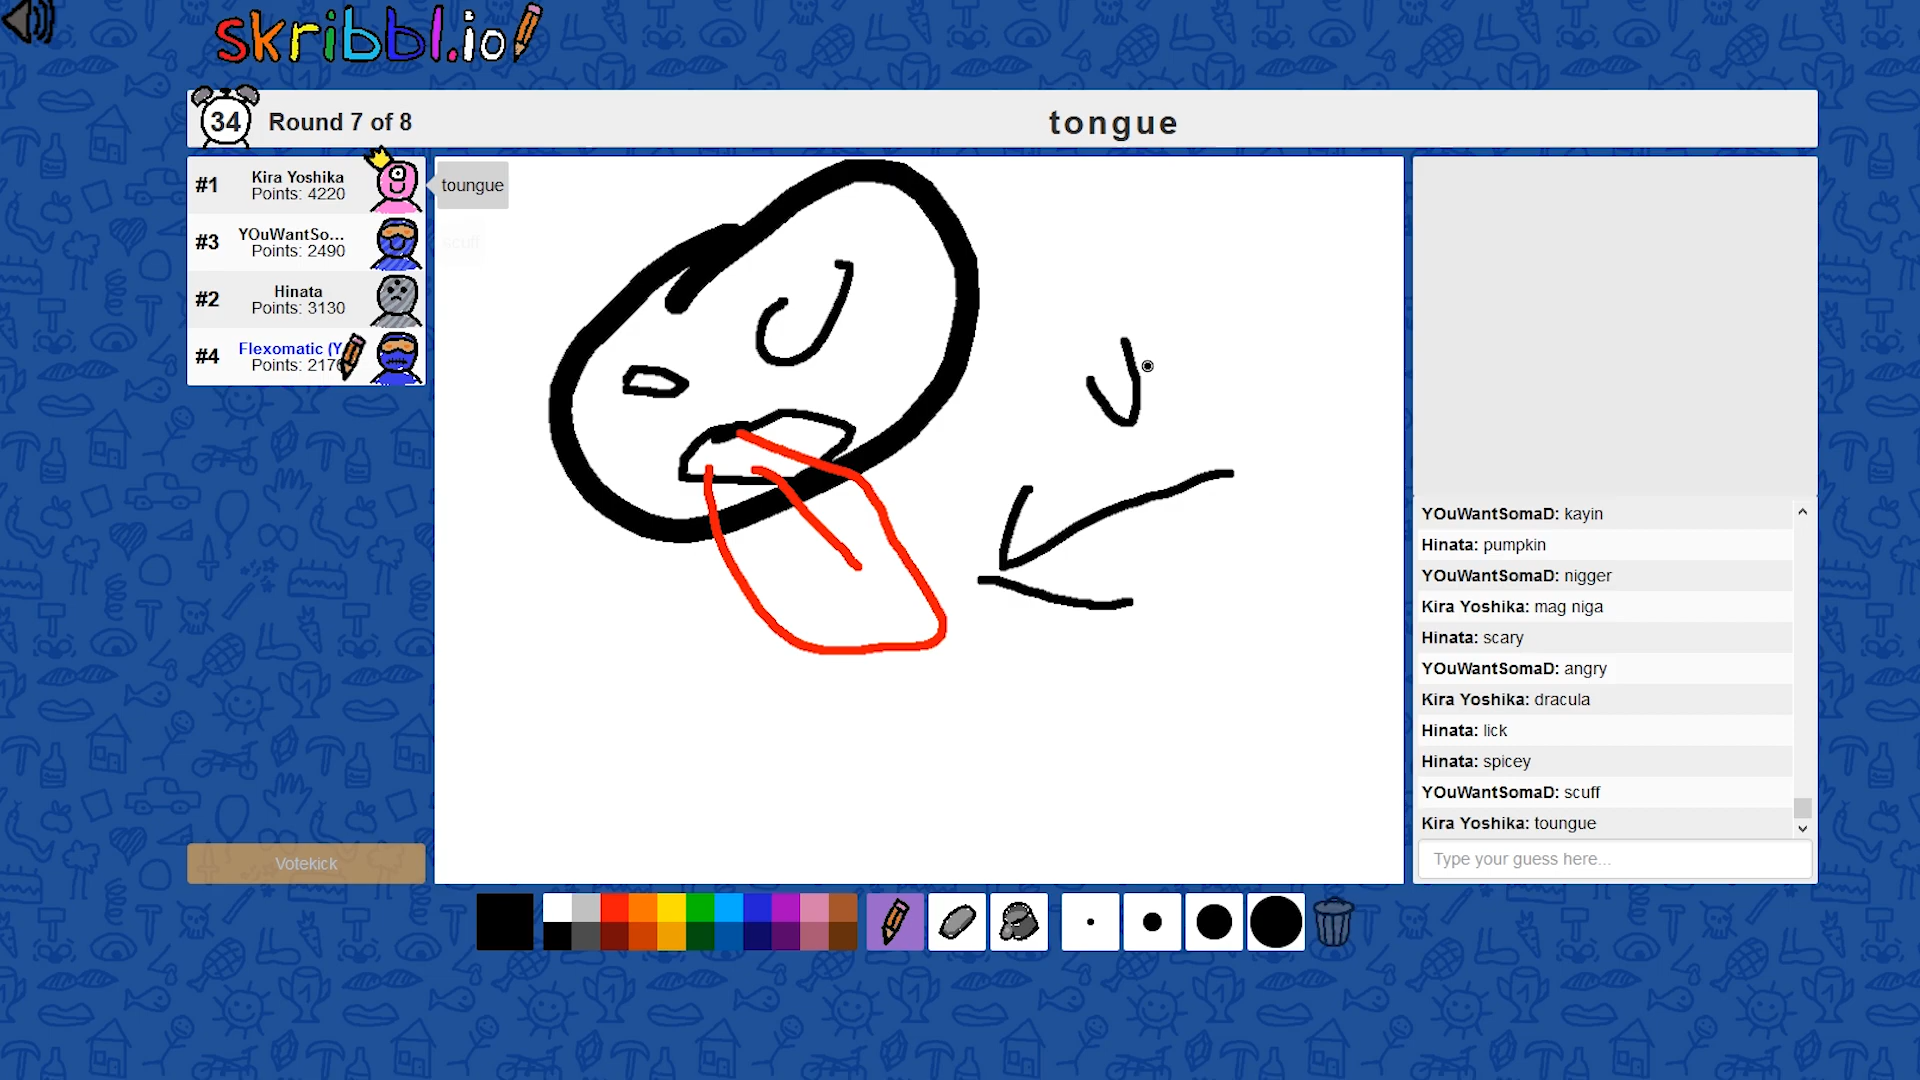 skribbl.io
34
Round 7 of 8
tongue
#1
Kira Yoshika
Points: 4220
toungue
#3
YOuWantSo...
Points: 2490
scuff
#2
Hinata
Points: 3130
#4
Flexomatic (Y
Points: 2170
YOuWantSomaD: kayin
Hinata: pumpkin
YOuWantSomaD: nigger
Kira Yoshika: mag niga
Hinata: scary
YOuWantSomaD: angry
Kira Yoshika: dracula
Hinata: lick
Hinata: spicey
YOuWantSomaD: scuff
Kira Yoshika: toungue
Votekick
Type your guess here...